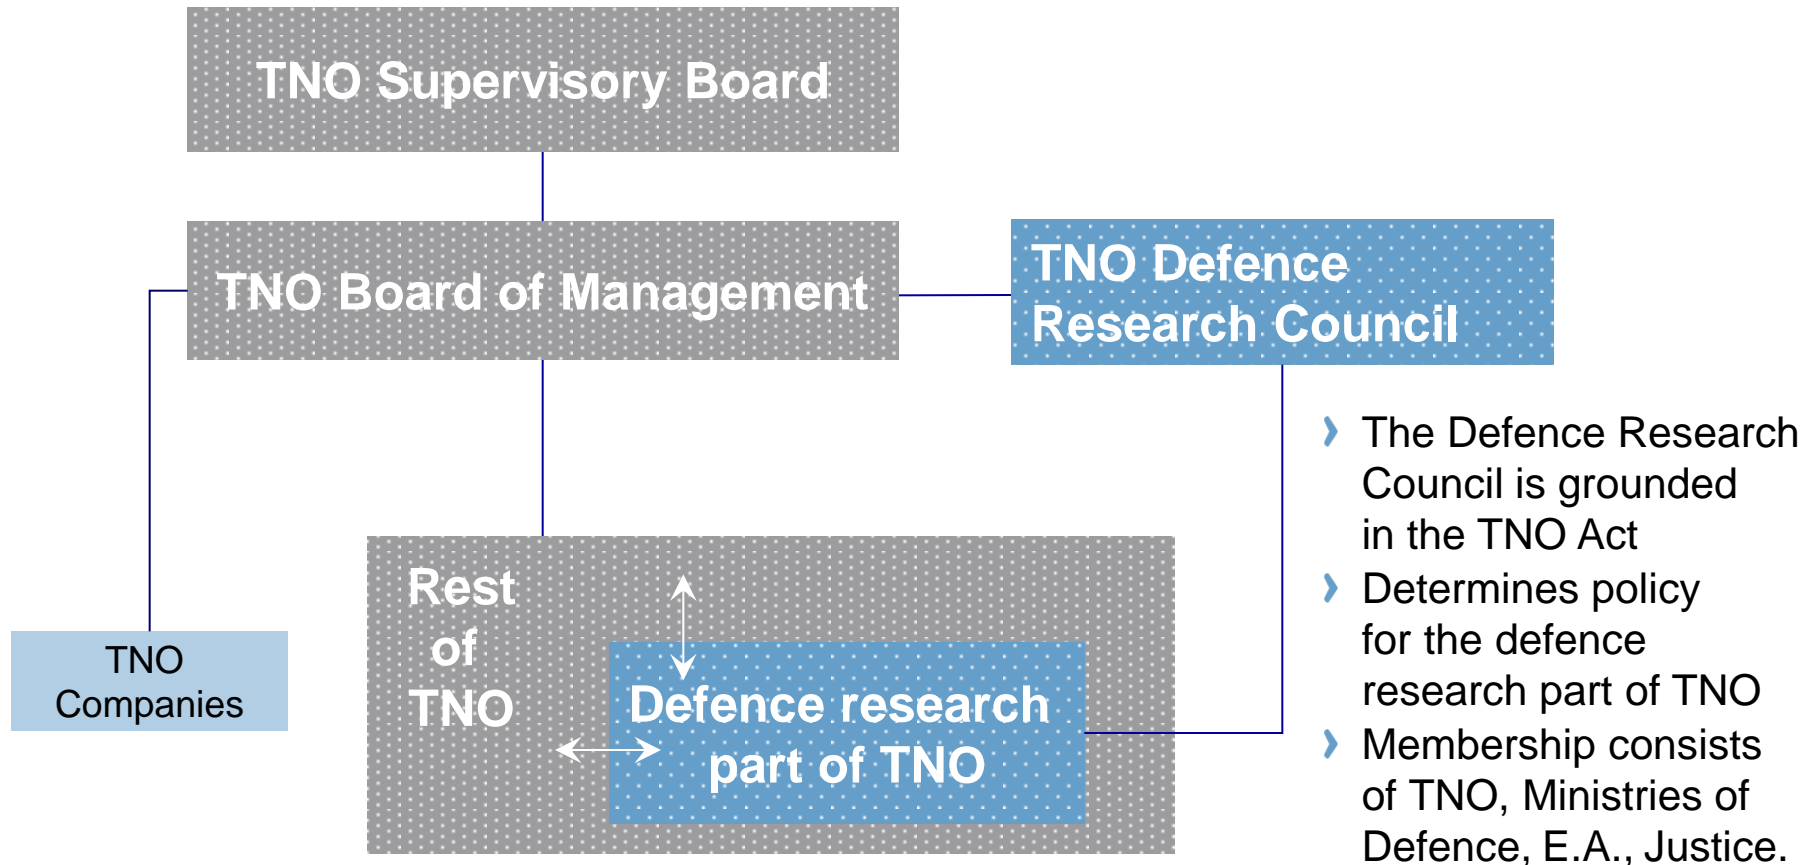 TNO Supervisory Board
TNO Board of Management
TNO Defence
Research Council
The Defence Research
Council is grounded
in the TNO Act
Determines policy
for the defence
research part of TNO
Membership consists
of TNO, Ministries of
Defence, E.A., Justice.
Rest
of
TNO
Defence research
part of TNO
TNO
Companies